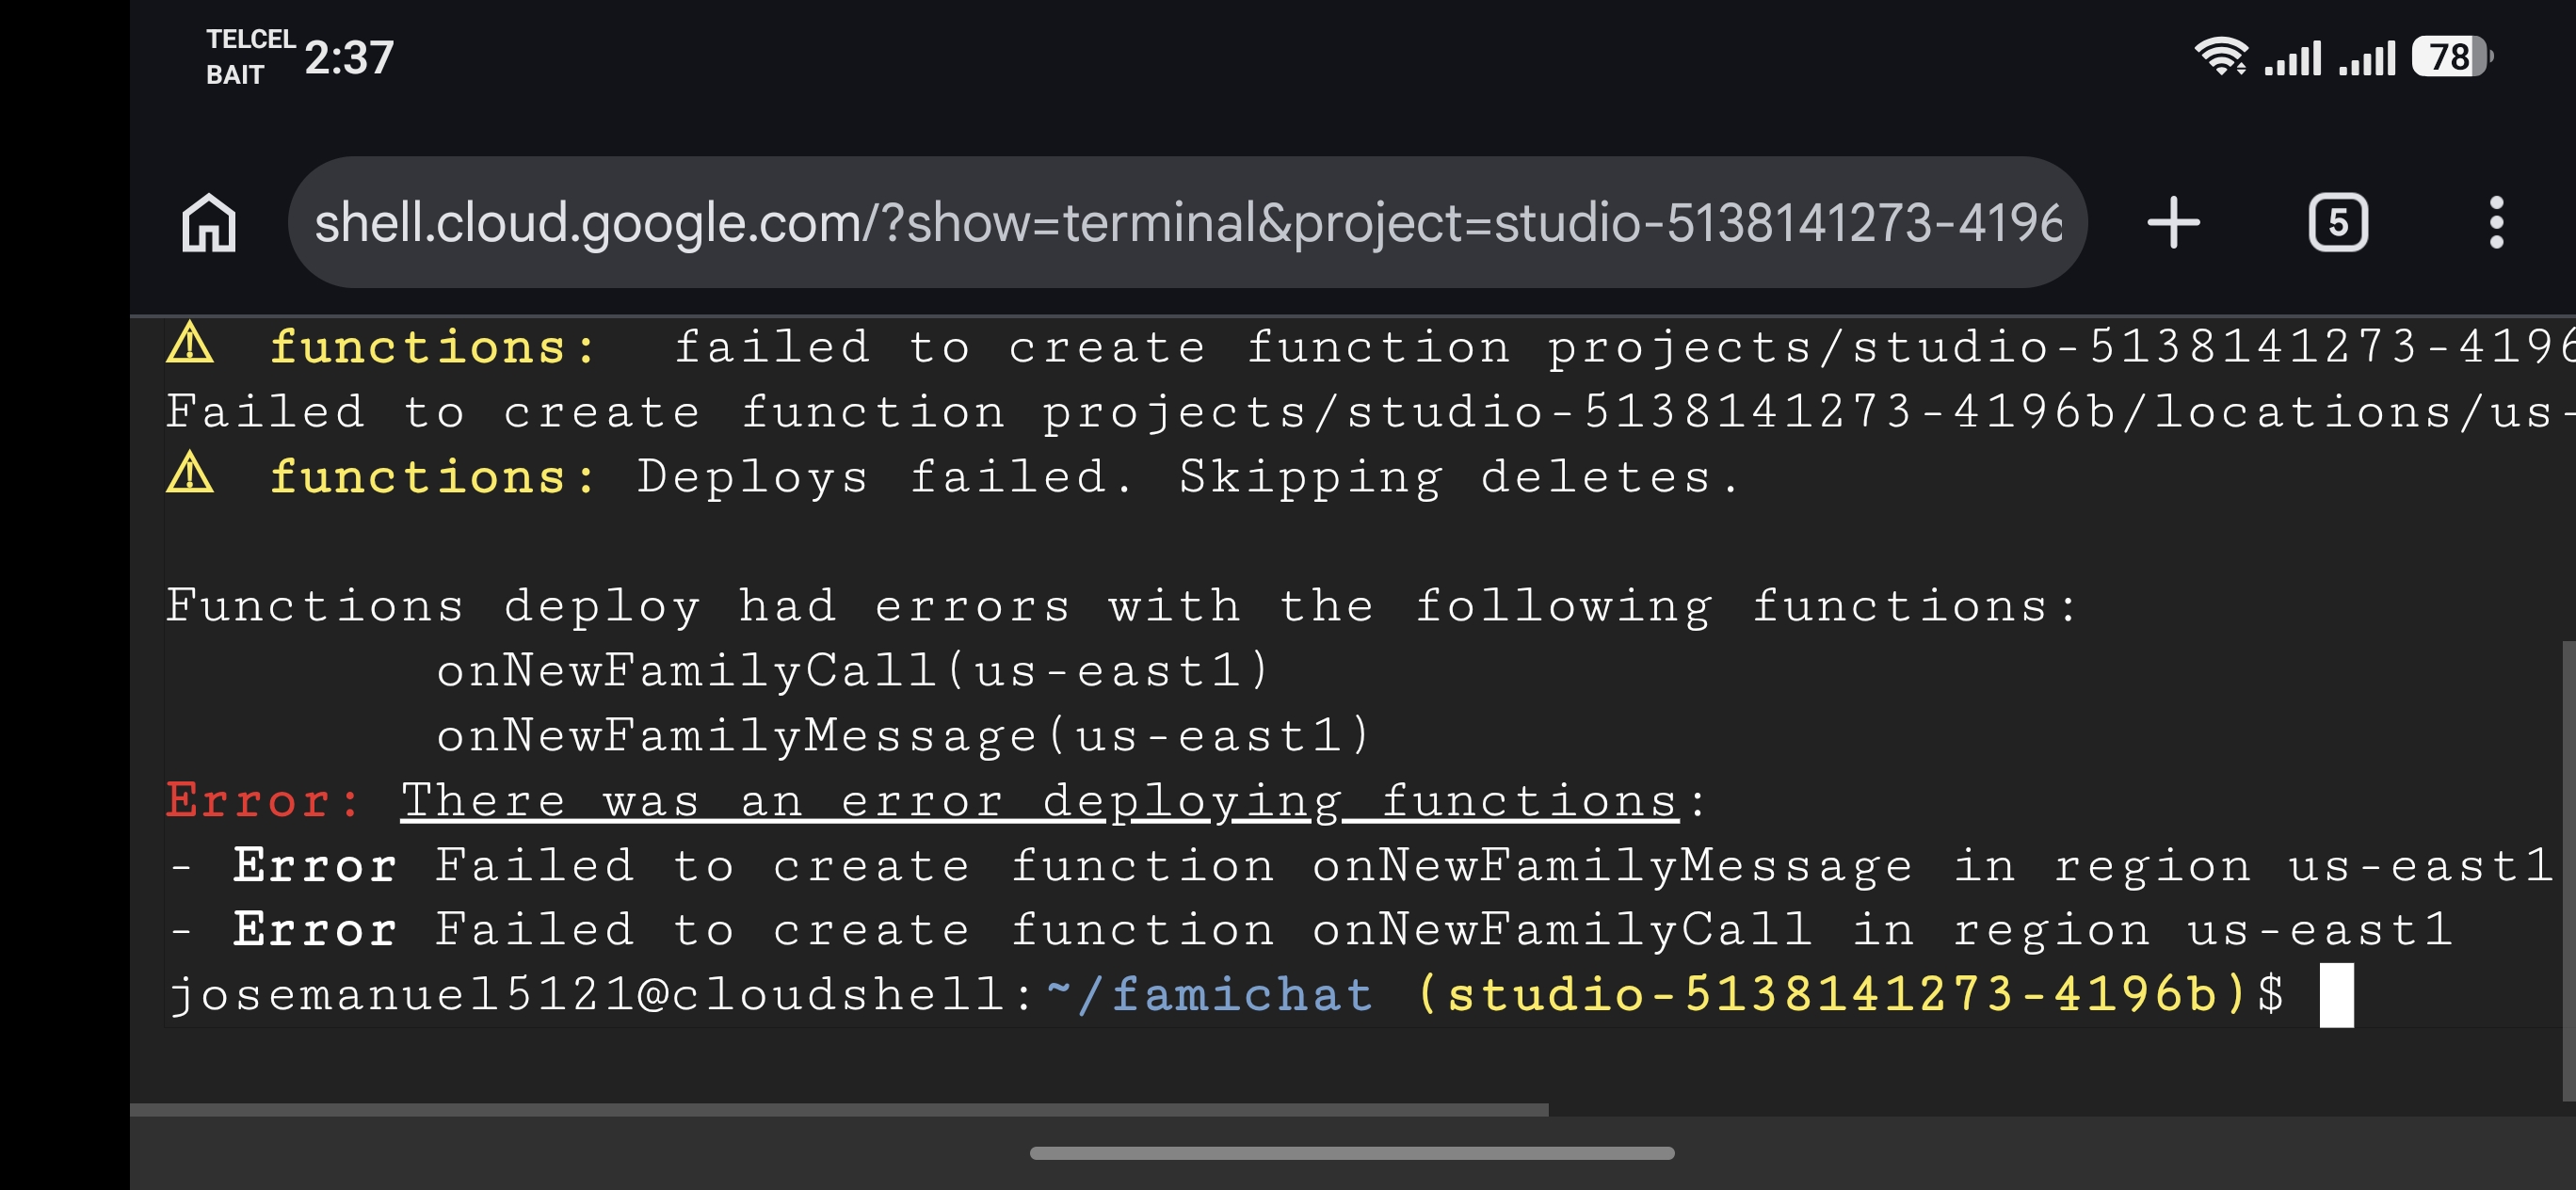 TELCEL
BAIT
2:37
78
shell.cloud.google.com/?show=terminal&project=studio-5138141273-4196
5
⚠ functions: failed to create function projects/studio-5138141273-4196
Failed to create function projects/studio-5138141273-4196b/locations/us-
⚠ functions: Deploys failed. Skipping deletes.
Functions deploy had errors with the following functions:
onNewFamilyCall(us-east1)
onNewFamilyMessage(us-east1)
Error: There was an error deploying functions:
- Error Failed to create function onNewFamilyMessage in region us-east1
- Error Failed to create function onNewFamilyCall in region us-east1
josemanuel5121@cloudshell:~/famichat (studio-5138141273-4196b)$